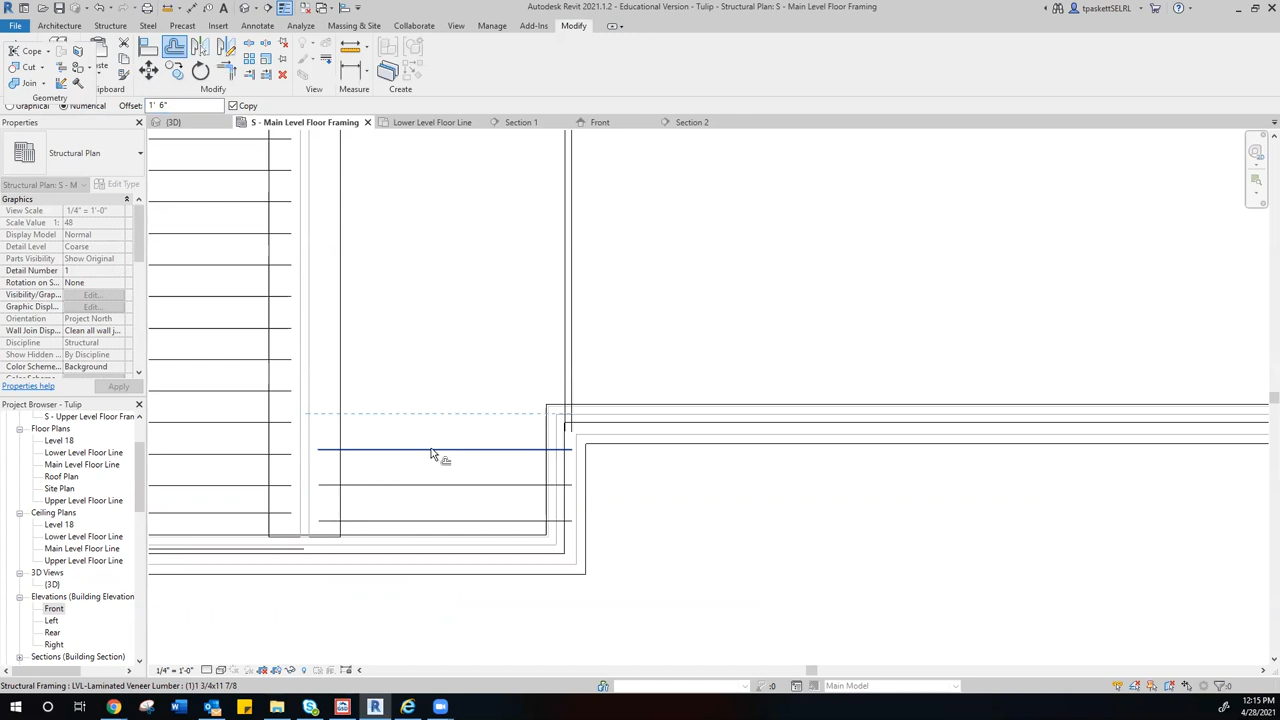 Autodesk Revit 2021.1.2 - Educational Version - Tulip - Structural Plan: S - Main Level Floor Framing
tpaskettSELRL
File Architecture Structure Steel Precast Insert Annotate Analyze Massing & Site Collaborate View Manage Add-Ins Modify
Cope
Cut
Join
Geometry
Modify View Measure Create
Graphical Numerical Offset: 1' 6" Copy
Properties
{3D} S - Main Level Floor Framing Lower Level Floor Line Section 1 Front Section 2
Structural Plan
Structural Plan: S - M Edit Type
Graphics
View Scale 1/4" = 1'-0"
Scale Value 1: 48
Display Model Normal
Detail Level Coarse
Parts Visibility Show Original
Detail Number 1
Rotation on S... None
Visibility/Grap... Edit...
Graphic Displ... Edit...
Orientation Project North
Wall Join Disp... Clean all wall j...
Discipline Structural
Show Hidden ... By Discipline
Color Scheme... Background
Properties help Apply
Project Browser - Tulip
S - Upper Level Floor Fran
Floor Plans
Level 18
Lower Level Floor Line
Main Level Floor Line
Roof Plan
Site Plan
Upper Level Floor Line
Ceiling Plans
Level 18
Lower Level Floor Line
Main Level Floor Line
Upper Level Floor Line
3D Views
{3D}
Elevations (Building Elevation
Front
Left
Rear
Right
Sections (Building Section)
1/4" = 1'-0"
Structural Framing : LVL-Laminated Veneer Lumber : (1) 1 3/4x11 7/8
:0 Main Model :0
12:15 PM
4/28/2021